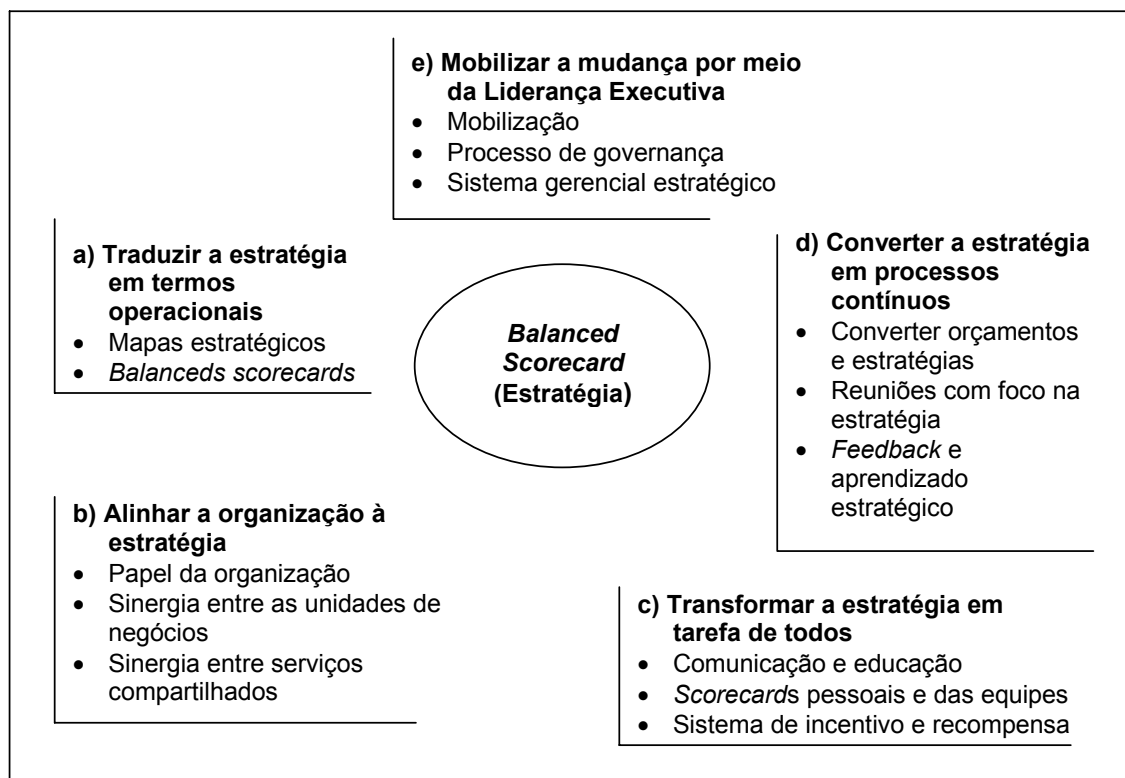 e) Mobilizar a mudança por meio
da Liderança Executiva
• Mobilização
• Processo de governança
• Sistema gerencial estratégico
a) Traduzir a estratégia
em termos
operacionais
• Mapas estratégicos
• Balanceds scorecards
Balanced
Scorecard
(Estratégia)
d) Converter a estratégia
em processos
contínuos
• Converter orçamentos
e estratégias
• Reuniões com foco na
estratégia
• Feedback e
aprendizado
estratégico
b) Alinhar a organização à
estratégia
• Papel da organização
• Sinergia entre as unidades de
negócios
• Sinergia entre serviços
compartilhados
c) Transformar a estratégia em
tarefa de todos
• Comunicação e educação
• Scorecards pessoais e das equipes
• Sistema de incentivo e recompensa